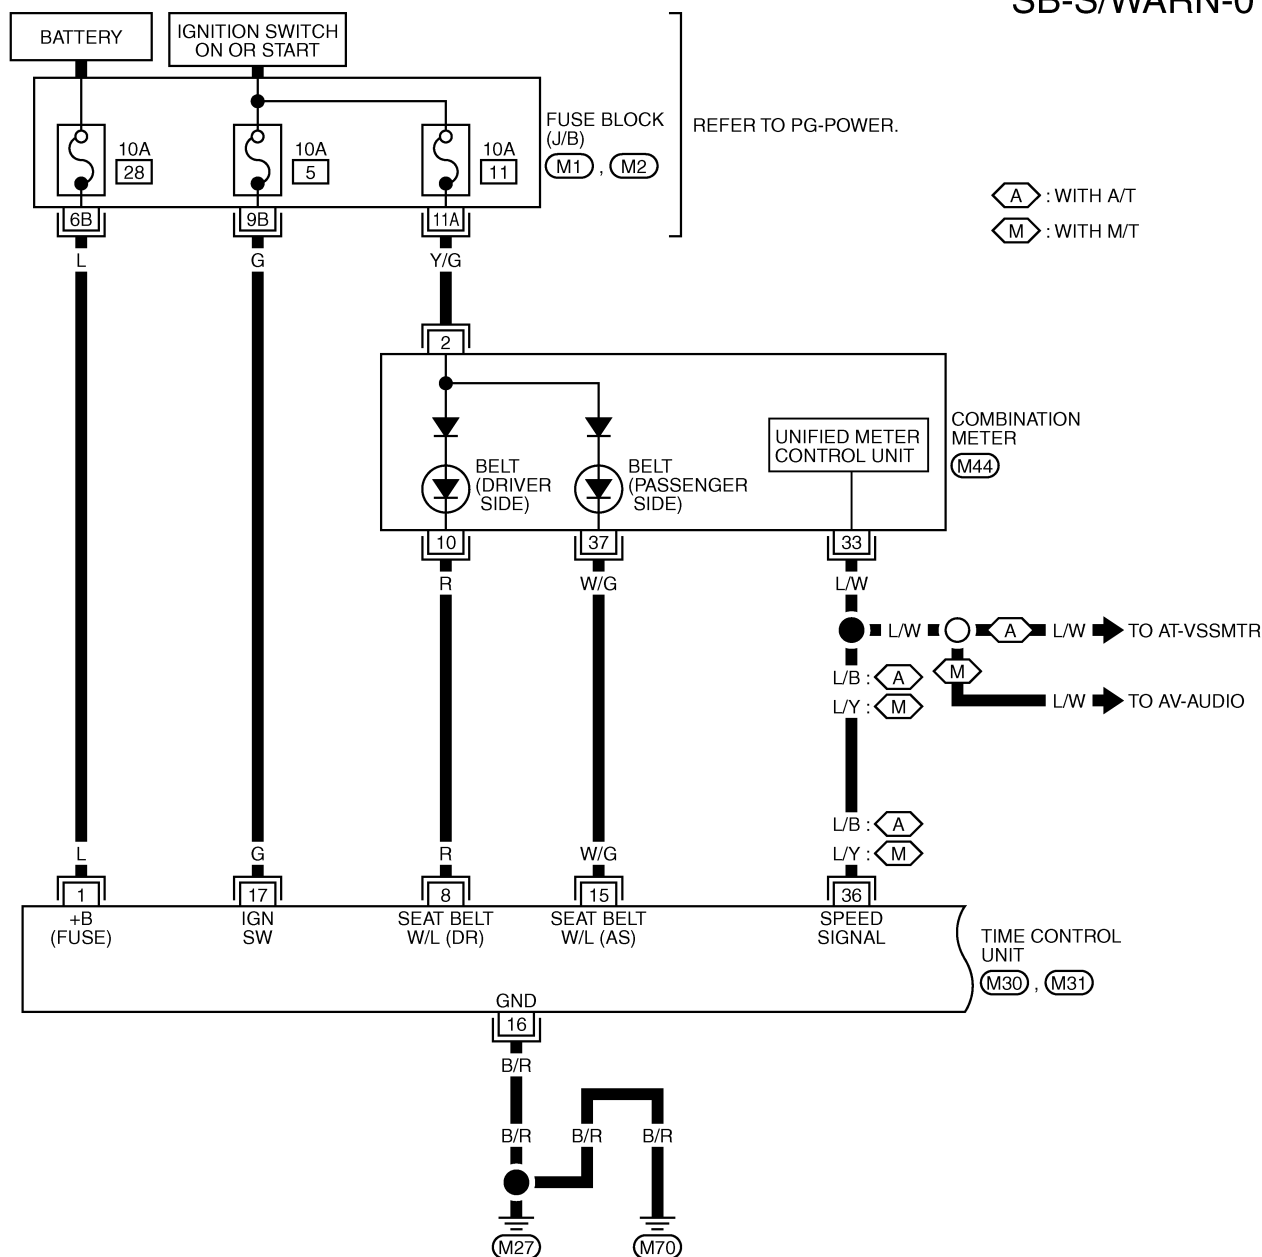 SB-S/WARN-0
BATTERY
IGNITION SWITCH
ON OR START
10A
28
10A
5
10A
11
FUSE BLOCK
(J/B)
M1 , M2
REFER TO PG-POWER.
A : WITH A/T
M : WITH M/T
6B
9B
11A
L
G
Y/G
2
COMBINATION
METER
M44
UNIFIED METER
CONTROL UNIT
BELT
(DRIVER
SIDE)
BELT
(PASSENGER
SIDE)
10
37
33
R
W/G
L/W
L/W
A
L/W
TO AT-VSSMTR
L/B : A
M
L/Y : M
L/W
TO AV-AUDIO
L/B : A
L
G
R
W/G
L/Y : M
1
17
8
15
36
+B
(FUSE)
IGN
SW
SEAT BELT
W/L (DR)
SEAT BELT
W/L (AS)
SPEED
SIGNAL
TIME CONTROL
UNIT
M30 , M31
GND
16
B/R
B/R
B/R
B/R
M27
M70